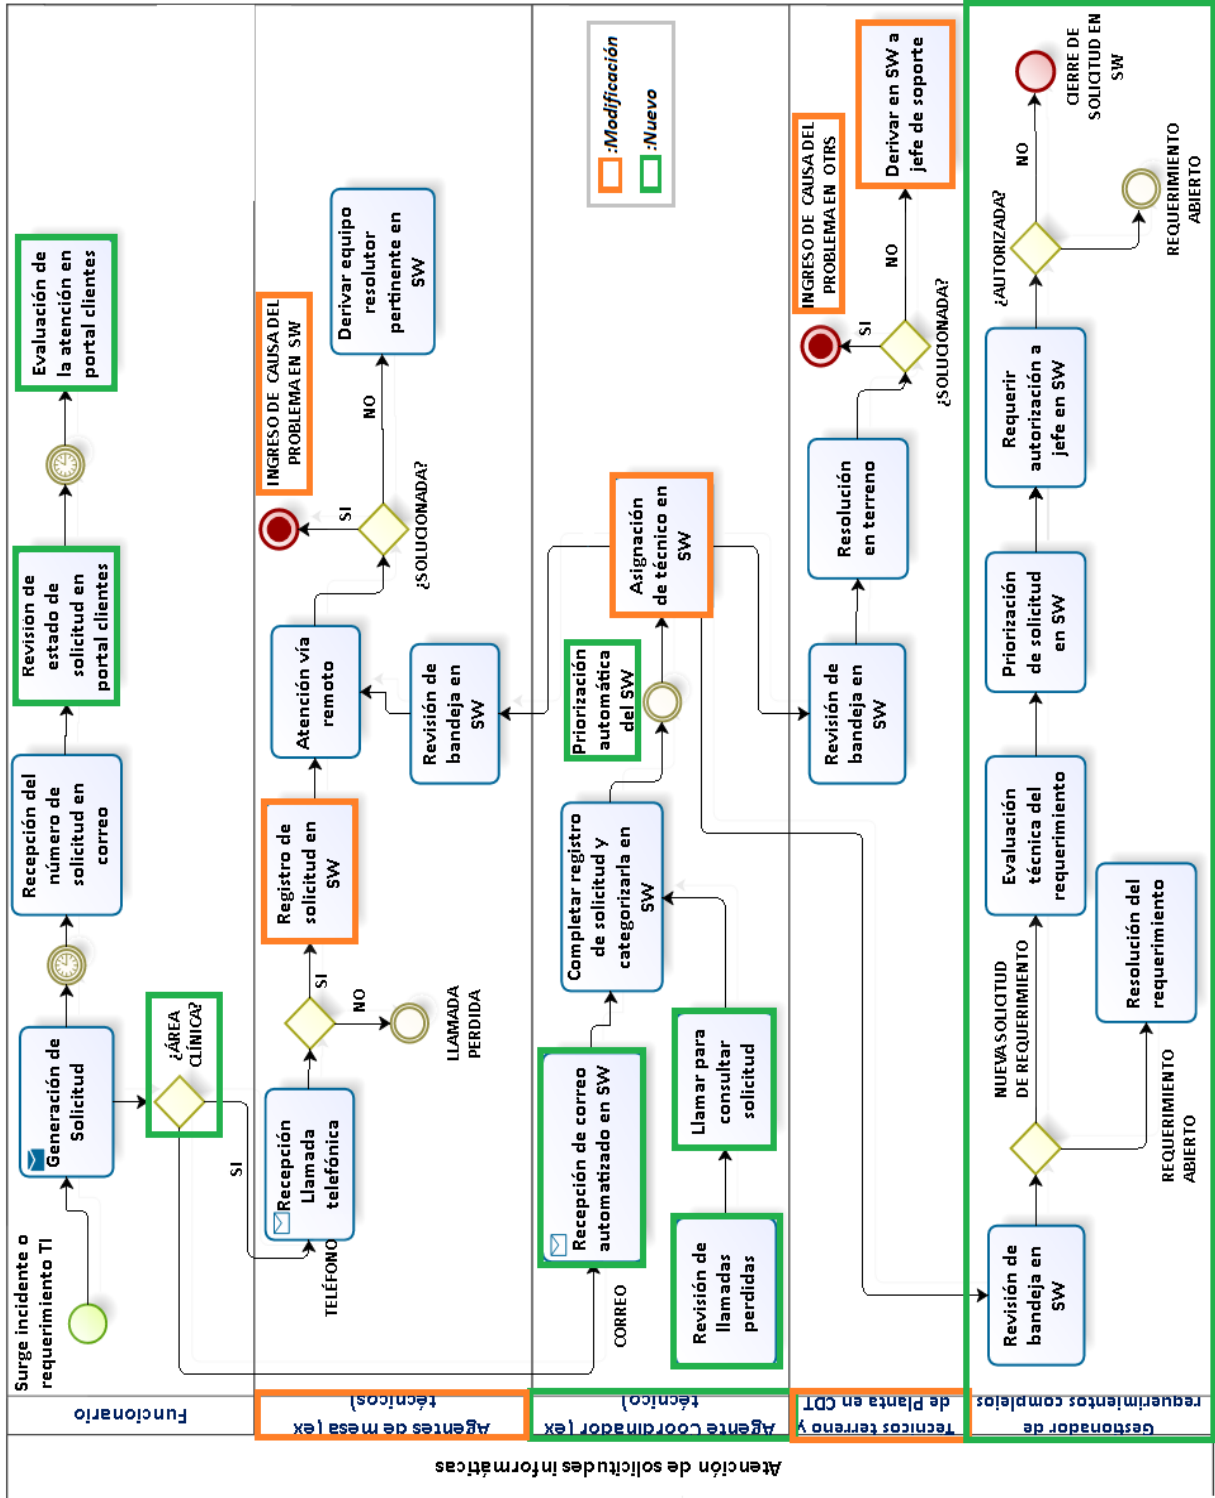 Atención de solicitudes informáticas
Funcionario
Surge incidente o
requerimiento TI
Generación de
Solicitud
Recepción del
número de
solicitud en
correo
Revisión de
estado de
solicitud en
portal clientes
Evaluación de
la atención en
portal clientes
¿ÁREA
CLÍNICA?
SI
Agentes de mesa (ex
técnicos)
TELÉFONO
Recepción
Llamada
telefónica
SI
NO
LLAMADA
PERDIDA
Registro de
solicitud en
SW
Atención vía
remoto
Revisión de
bandeja en
SW
¿SOLUCIONADA?
SI
NO
INGRESO DE CAUSA DEL
PROBLEMA EN SW
Derivar equipo
resolutor
pertinente en
SW
Agente Coordinador (ex
técnico)
CORREO
Recepción de correo
automatizado en SW
Revisión de
llamadas
perdidas
Llamar para
consultar
solicitud
Completar registro
de solicitud y
categorizarla en
SW
Priorización
automática
del SW
Asignación
de técnico en
SW
:Modificación
:Nuevo
Tecnicos terreno y
de Planta en CDT
Revisión de
bandeja en
SW
Resolución
en terreno
¿SOLUCIONADA?
SI
NO
INGRESO DE CAUSA DEL
PROBLEMA EN OTRS
Derivar en SW a
jefe de soporte
Gestionador de
requerimientos complejos
Revisión de
bandeja en
SW
NUEVA SOLICITUD
DE REQUERIMIENTO
REQUERIMIENTO
ABIERTO
Resolución del
requerimiento
Evaluación
técnica del
requerimiento
Priorización
de solicitud
en SW
Requerir
autorización a
jefe en SW
¿AUTORIZADA?
NO
CIERRE DE
SOLICITUD EN
SW
REQUERIMIENTO
ABIERTO